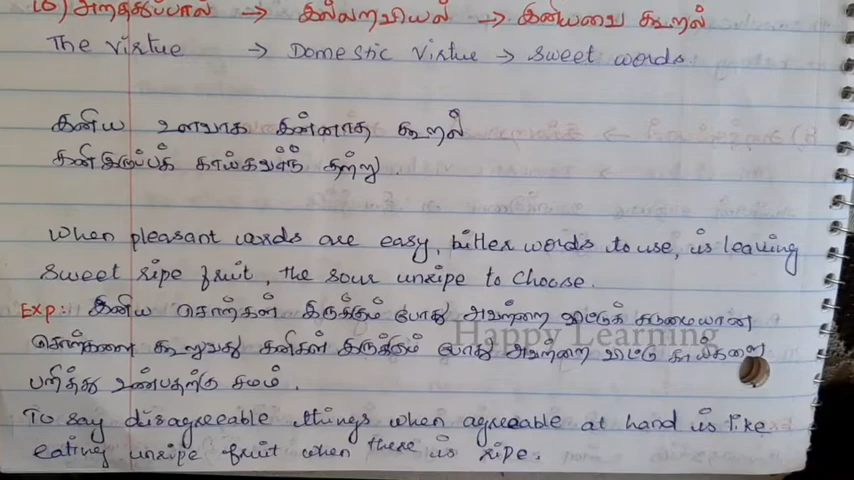 10) அறத்துப்பால் → இல்லறவியல் → இனியவை கூறல்
The Virtue → Domestic Virtue → Sweet words.
இனிய உளவாக இன்னாத கூறல்
கனிஇருப்பக் காய்கவர்ந் தற்று.
When pleasant words are easy, bitter words to use, is leaving
Sweet ripe fruit, the sour unripe to choose.
Exp: இனிய சொற்கள் இருக்கும் போது அவற்றை விட்டுக் கடுமையான
சொற்களை கூறுவது கனிகள் இருக்கும் போது அவற்றை விட்டு காய்களை
பறித்து உண்பதற்கு சமம்.
Happy Learning
To say disagreeable things when agreeable at hand is like
eating unripe fruit when there is ripe.